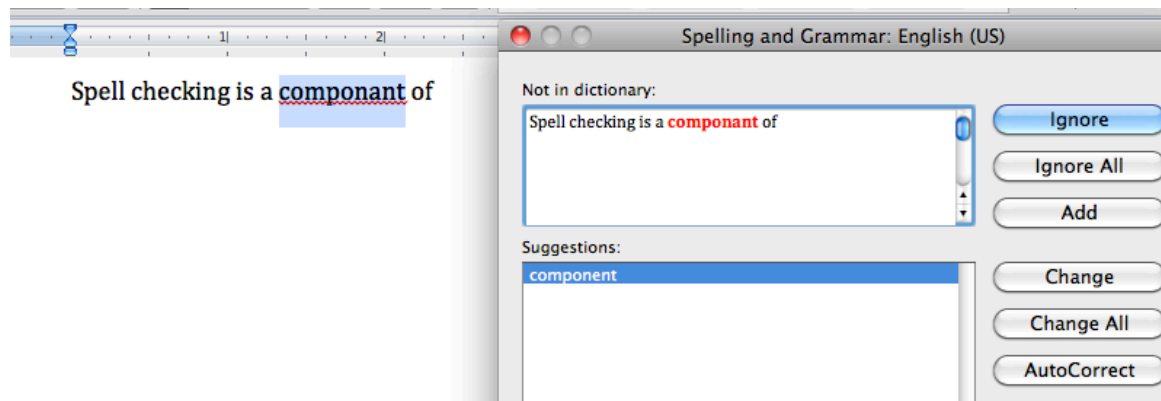 1
2
Spelling and Grammar: English (US)
Spell checking is a componant of
Not in dictionary:
Spell checking is a componant of
Ignore
Ignore All
Add
Suggestions:
component
Change
Change All
AutoCorrect